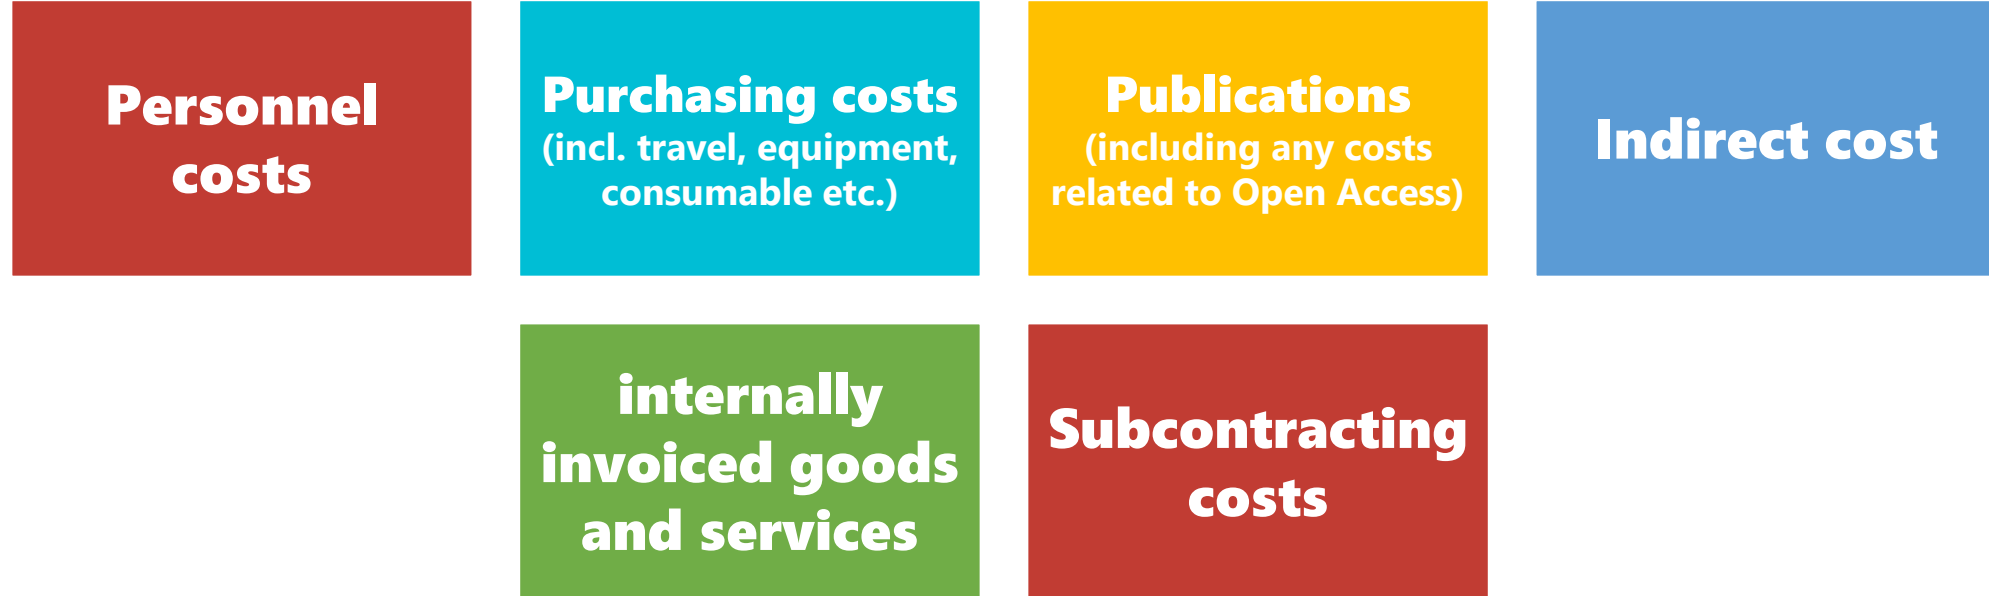 Personnel
costs
Purchasing costs
(incl. travel, equipment,
consumable etc.)
Publications
(including any costs
related to Open Access)
Indirect cost
internally
invoiced goods
and services
Subcontracting
costs